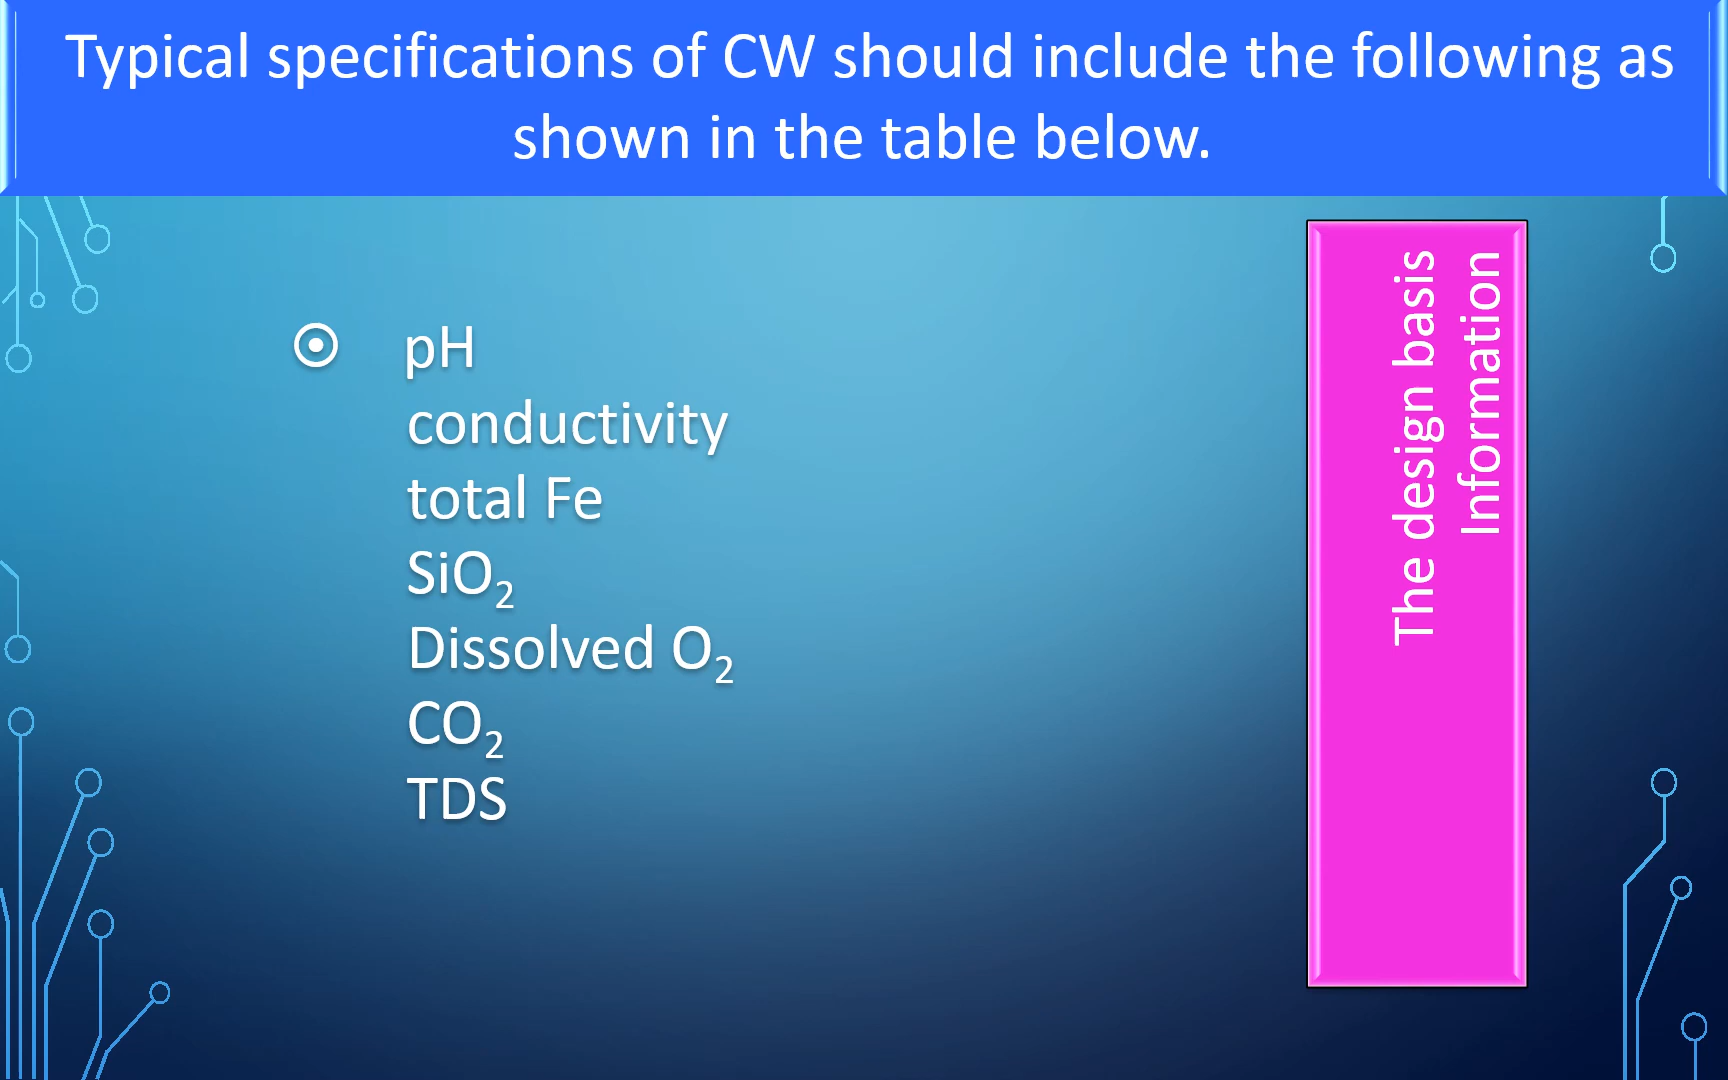 Typical specifications of CW should include the following as
shown in the table below.
pH
conductivity
total Fe
SiO₂
Dissolved O₂
CO₂
TDS
The design basis
Information